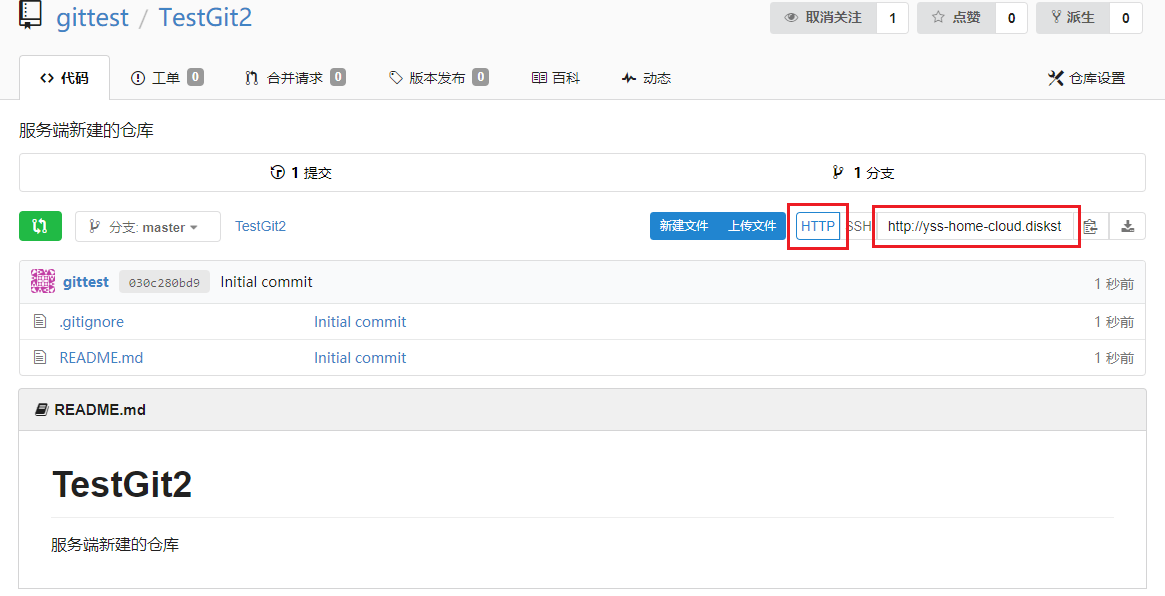 gittest / TestGit2 取消关注 1 点赞 0 派生 0
代码 工单 0 合并请求 0 版本发布 0 百科 动态 仓库设置
服务端新建的仓库
1 提交 1 分支
分支: master TestGit2 新建文件 上传文件 HTTP SSH http://yss-home-cloud.diskst
gittest 030c280bd9 Initial commit 1 秒前
.gitignore Initial commit 1 秒前
README.md Initial commit 1 秒前
README.md
TestGit2
服务端新建的仓库